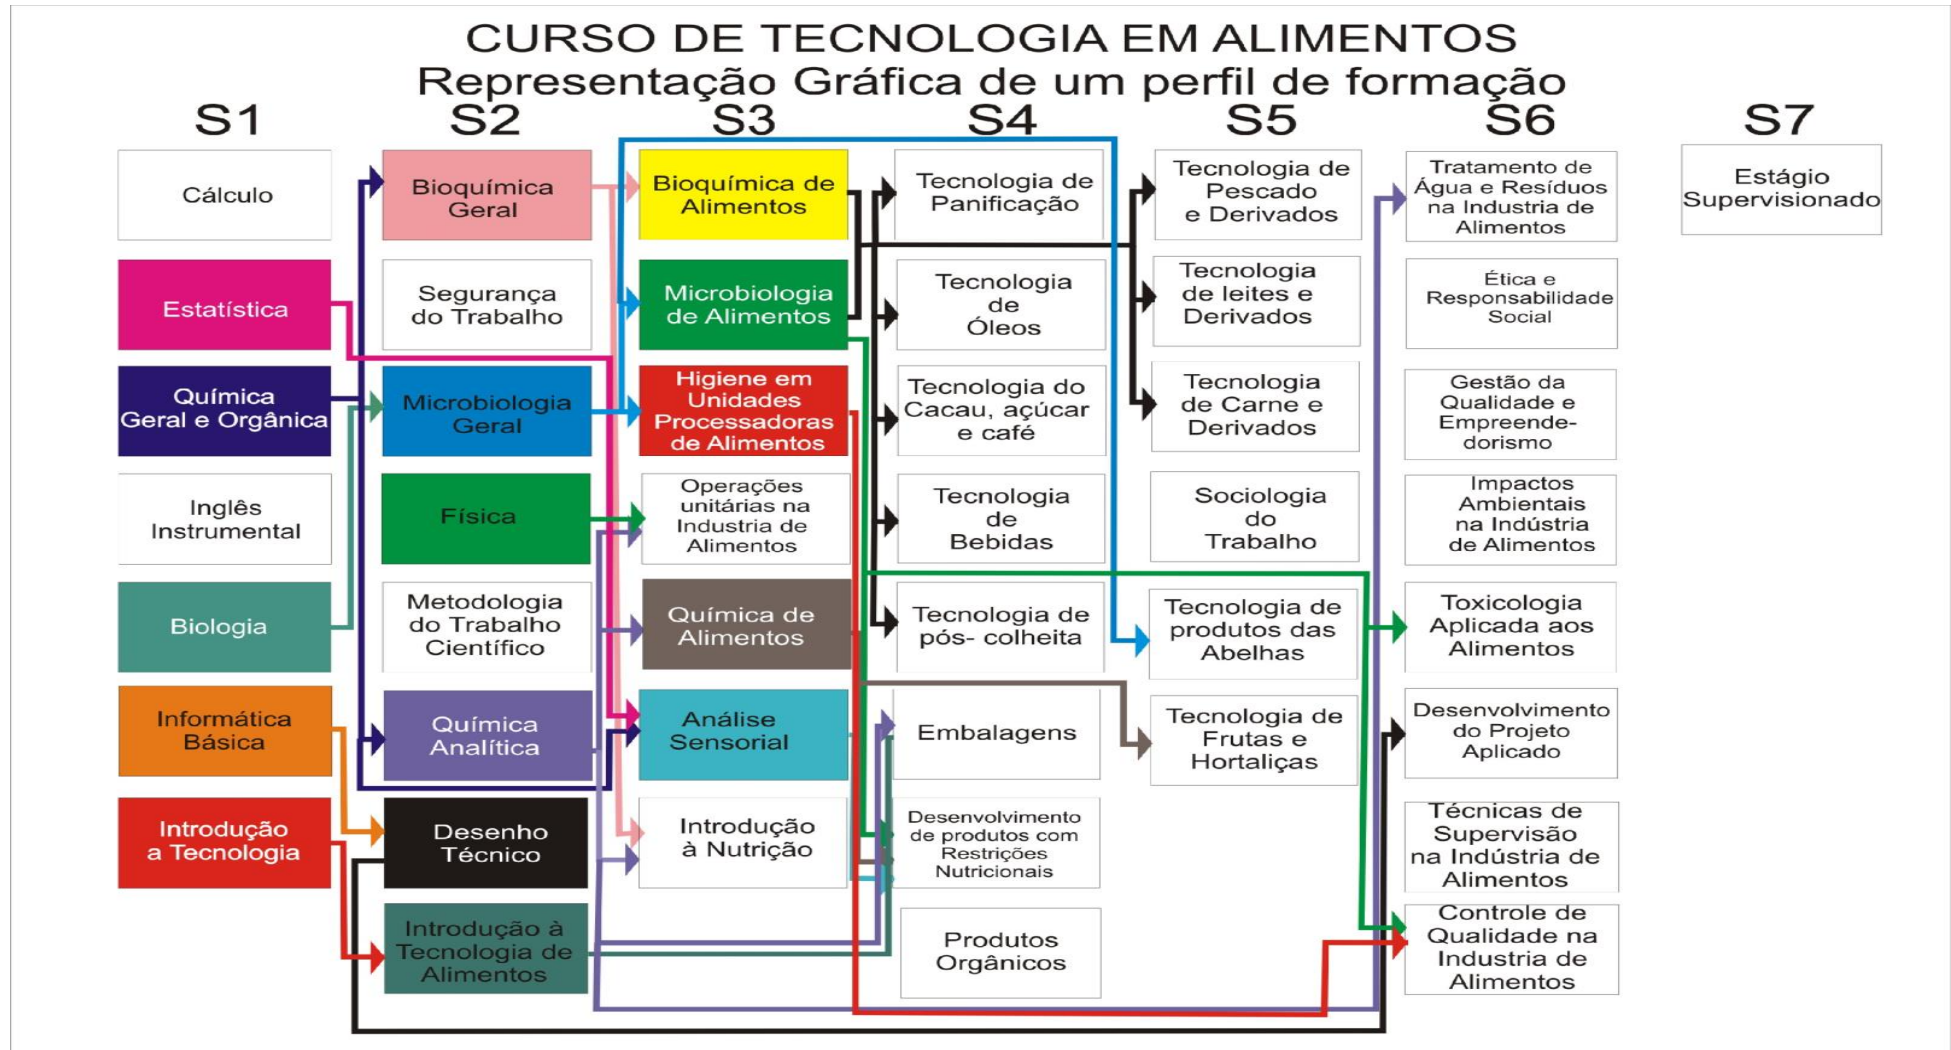 CURSO DE TECNOLOGIA EM ALIMENTOS
Representação Gráfica de um perfil de formação
S1
S2
S3
S4
S5
S6
S7
Cálculo
Estatística
Química
Geral e Orgânica
Inglês
Instrumental
Biologia
Informática
Básica
Introdução
a Tecnologia
Bioquímica
Geral
Segurança
do Trabalho
Microbiologia
Geral
Física
Metodologia
do Trabalho
Científico
Química
Analítica
Desenho
Técnico
Introdução à
Tecnologia de
Alimentos
Bioquímica de
Alimentos
Microbiologia
de Alimentos
Higiene em
Unidades
Processadoras
de Alimentos
Operações
unitárias na
Industria de
Alimentos
Química de
Alimentos
Análise
Sensorial
Introdução
à Nutrição
Tecnologia de
Panificação
Tecnologia
de
Óleos
Tecnologia do
Cacau, açúcar
e café
Tecnologia
de
Bebidas
Tecnologia de
pós- colheita
Embalagens
Desenvolvimento
de produtos com
Restrições
Nutricionais
Produtos
Orgânicos
Tecnologia de
Pescado
e Derivados
Tecnologia
de leites e
Derivados
Tecnologia
de Carne e
Derivados
Sociologia
do
Trabalho
Tecnologia de
produtos das
Abelhas
Tecnologia de
Frutas e
Hortaliças
Tratamento de
Água e Resíduos
na Industria de
Alimentos
Ética e
Responsabilidade
Social
Gestão da
Qualidade e
Empreende-
dorismo
Impactos
Ambientais
na Indústria
de Alimentos
Toxicologia
Aplicada aos
Alimentos
Desenvolvimento
do Projeto
Aplicado
Técnicas de
Supervisão
na Indústria de
Alimentos
Controle de
Qualidade na
Industria de
Alimentos
Estágio
Supervisionado